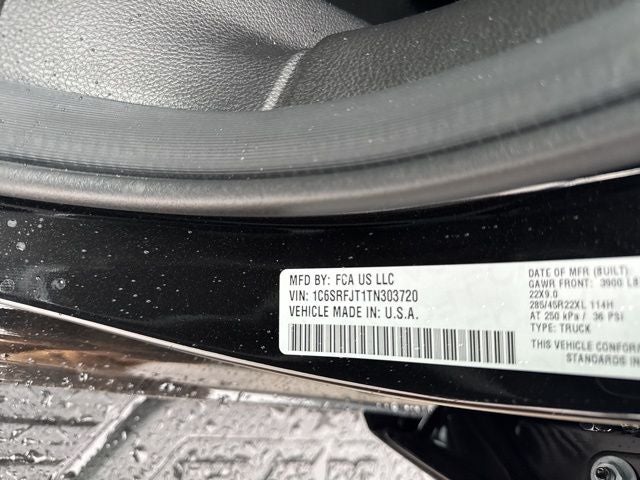 MFD BY: FCA US LLC
VIN: 1C6SRFJT1TN303720
VEHICLE MADE IN: U.S.A.
DATE OF MFR (BUILT)
GAWR FRONT: 3900 LB
22X9.0
285/45R22XL 114H
AT 250 kPa / 36 PSI
TYPE: TRUCK
THIS VEHICLE CONFORM
STANDARDS IN